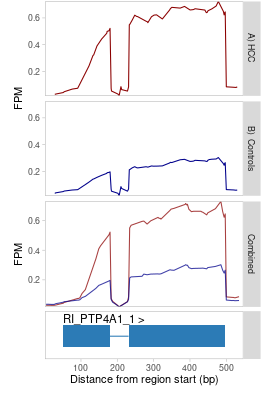 0.6
0.4
0.2
A) HCC
FPM
0.6
0.4
0.2
B) Controls
0.6
0.4
0.2
FPM
Combined
RI_PTP4A1_1 >
100 200 300 400 500
Distance from region start (bp)